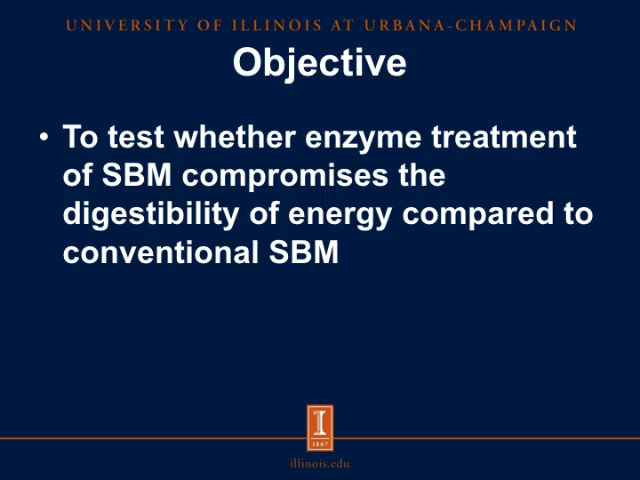 UNIVERSITY OF ILLINOIS AT URBANA-CHAMPAIGN
Objective
• To test whether enzyme treatment
of SBM compromises the
digestibility of energy compared to
conventional SBM
I
1867
illinois.edu